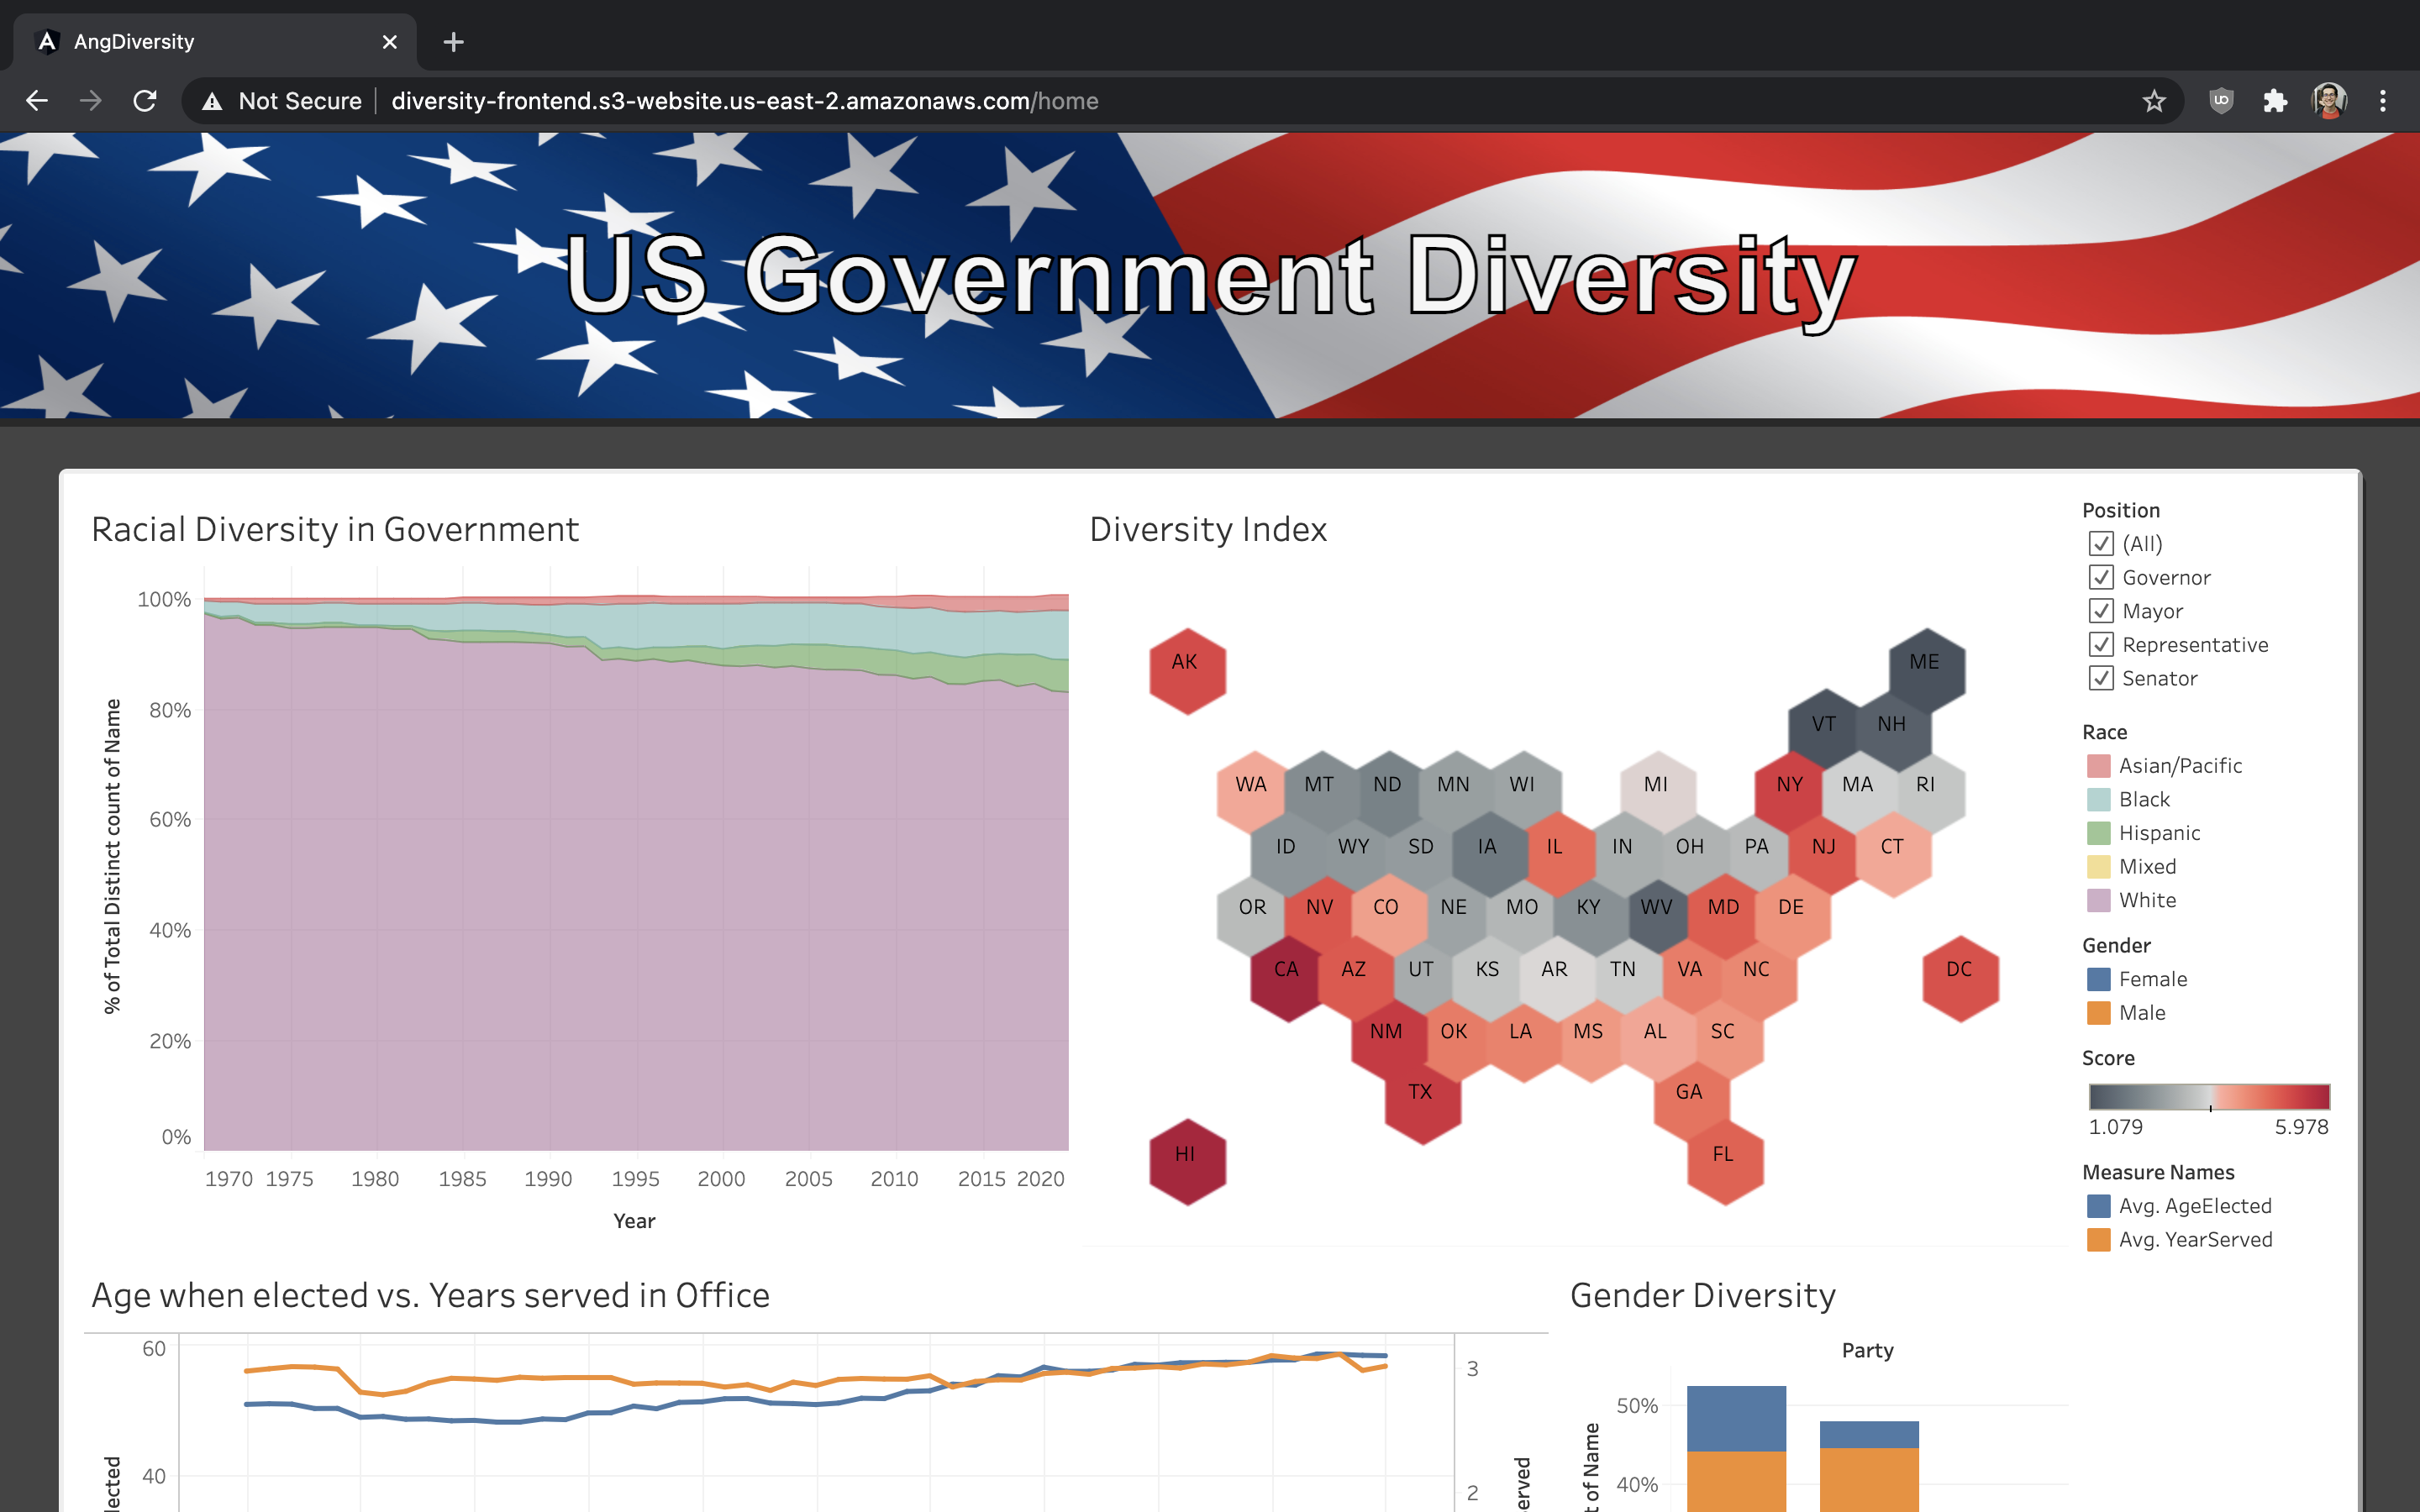 AngDiversity
Not Secure
diversity-frontend.s3-website.us-east-2.amazonaws.com/home
US Government Diversity
Racial Diversity in Government
% of Total Distinct count of Name
100%
80%
60%
40%
20%
0%
1970 1975 1980 1985 1990 1995 2000 2005 2010 2015 2020
Year
Diversity Index
AK ME
VT NH
WA MT ND MN WI MI NY MA RI
ID WY SD IA IL IN OH PA NJ CT
OR NV CO NE MO KY WV MD DE
CA AZ UT KS AR TN VA NC DC
NM OK LA MS AL SC
TX GA
HI FL
Position
(All)
Governor
Mayor
Representative
Senator
Race
Asian/Pacific
Black
Hispanic
Mixed
White
Gender
Female
Male
Score
1.079 5.978
Measure Names
Avg. AgeElected
Avg. YearServed
Age when elected vs. Years served in Office
60
40
3
2
Gender Diversity
Party
50%
40%
of Name